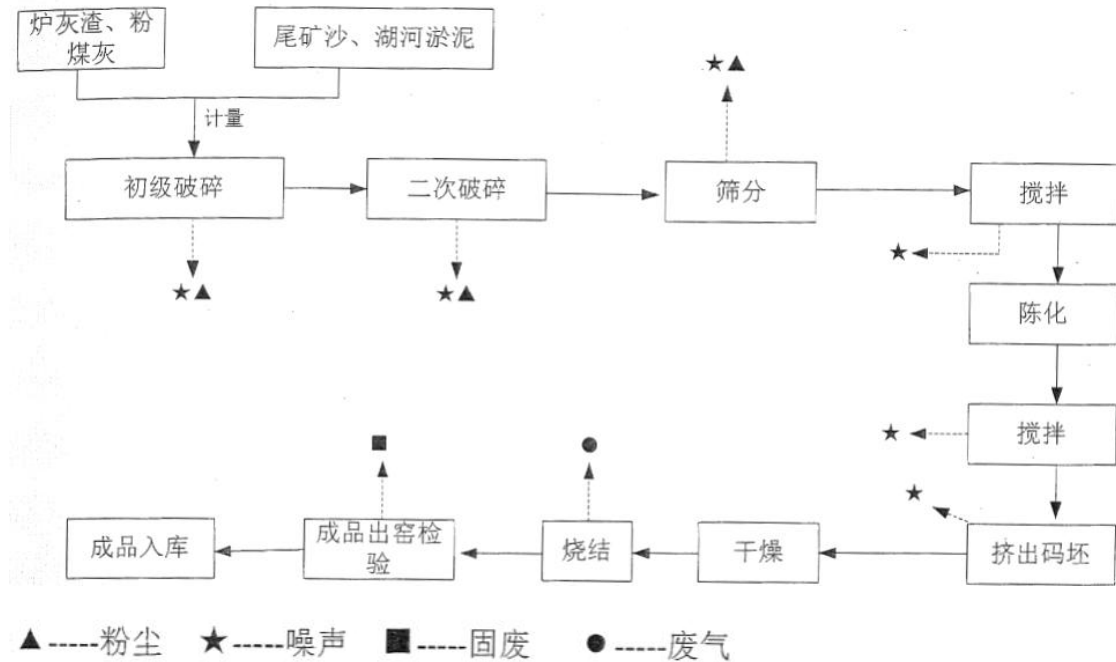 炉灰渣、粉
煤灰
尾矿沙、湖河淤泥
计量
初级破碎
二次破碎
筛分
搅拌
陈化
搅拌
挤出码坯
干燥
烧结
成品出窑检
验
成品入库
▲-----粉尘 ★-----噪声 ■-----固废 ●-----废气